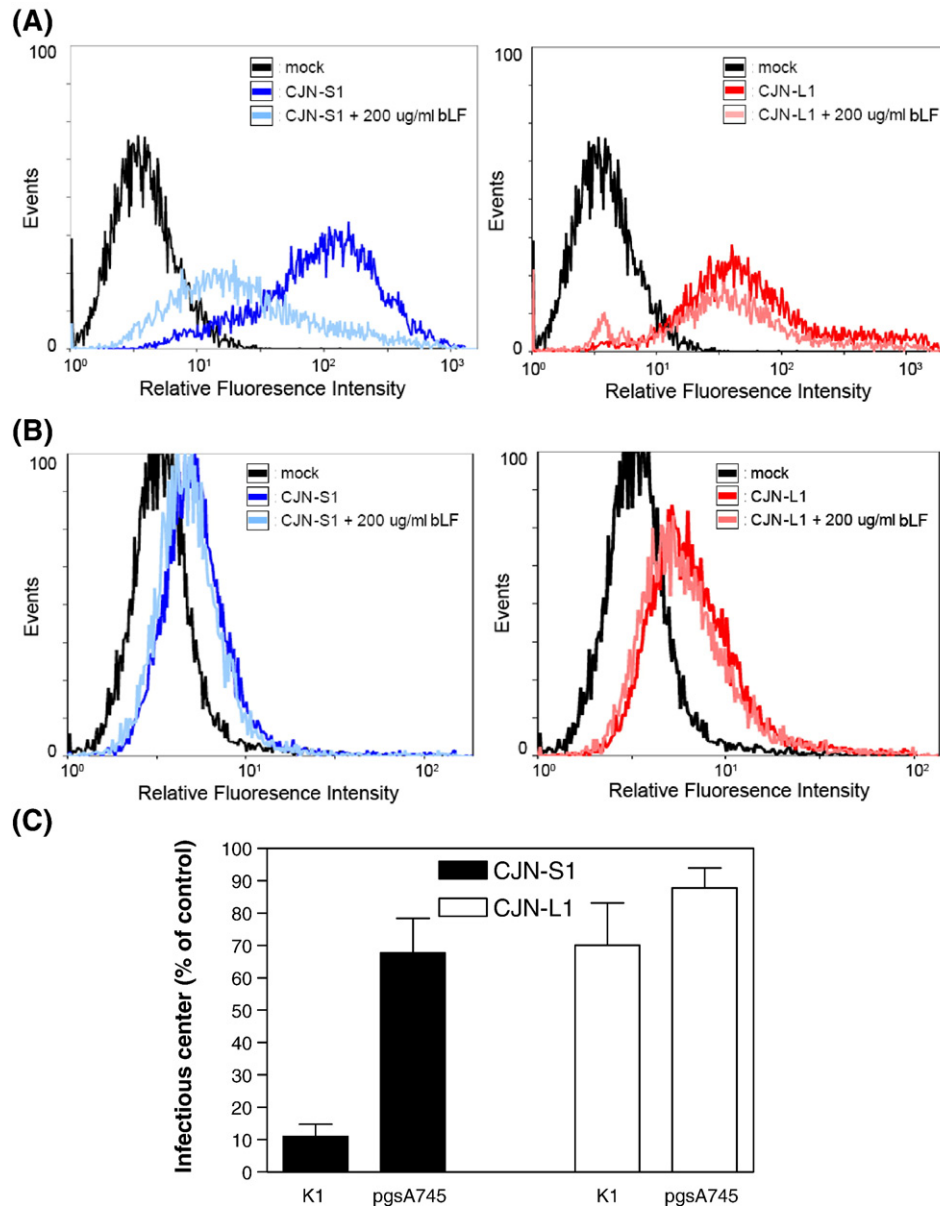 (A)
100
Events
0
mock
CJN-S1
CJN-S1 + 200 ug/ml bLF
10⁰
10¹
10²
10³
Relative Fluoresence Intensity
100
Events
0
mock
CJN-L1
CJN-L1 + 200 ug/ml bLF
10⁰
10¹
10²
10³
Relative Fluoresence Intensity
(B)
100
Events
0
: mock
: CJN-S1
: CJN-S1 + 200 ug/ml bLF
10⁰
10¹
10²
Relative Fluoresence Intensity
100
Events
0
: mock
: CJN-L1
: CJN-L1 + 200 ug/ml bLF
10⁰
10¹
10²
Relative Fluoresence Intensity
(C)
Infectious center (% of control)
100
90
80
70
60
50
40
30
20
10
0
CJN-S1
CJN-L1
K1
pgsA745
K1
pgsA745